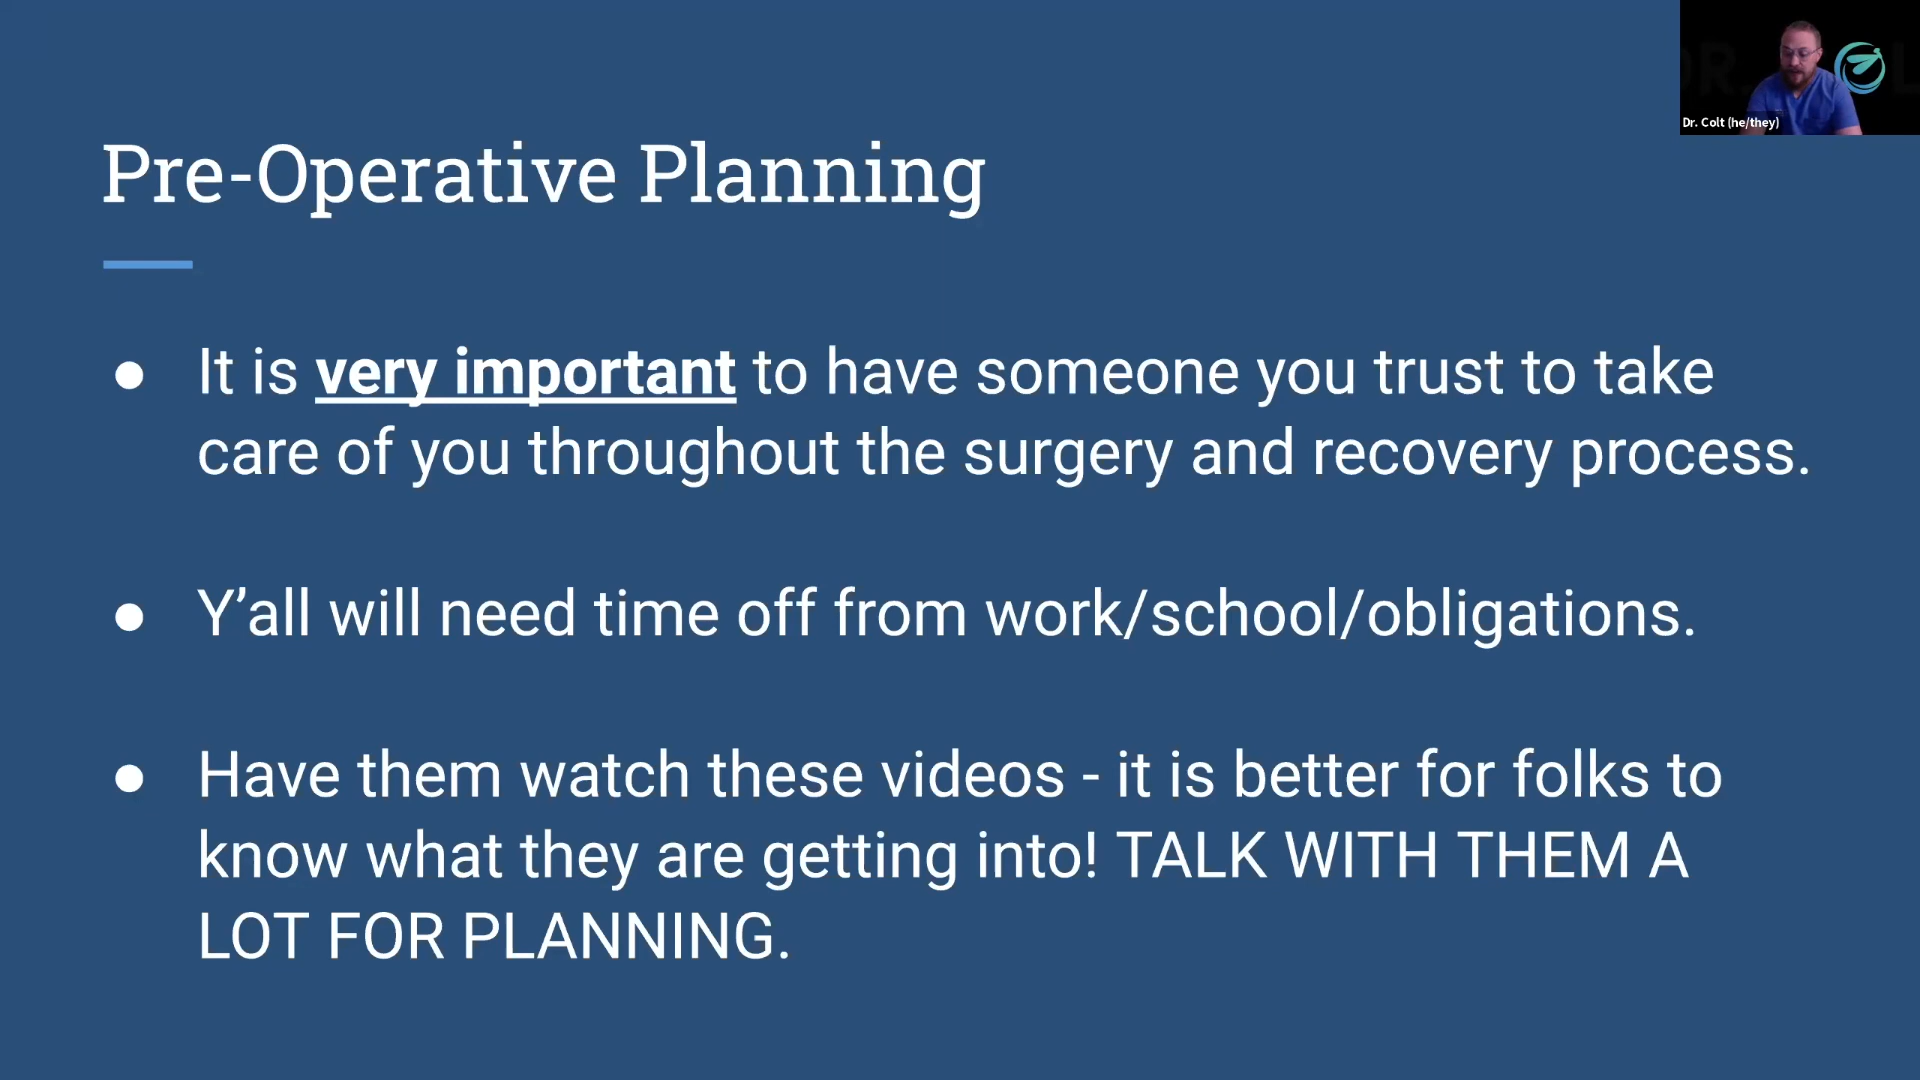 Dr. Colt (he/they)
Pre-Operative Planning
● It is very important to have someone you trust to take
care of you throughout the surgery and recovery process.
● Y’all will need time off from work/school/obligations.
● Have them watch these videos - it is better for folks to
know what they are getting into! TALK WITH THEM A
LOT FOR PLANNING.